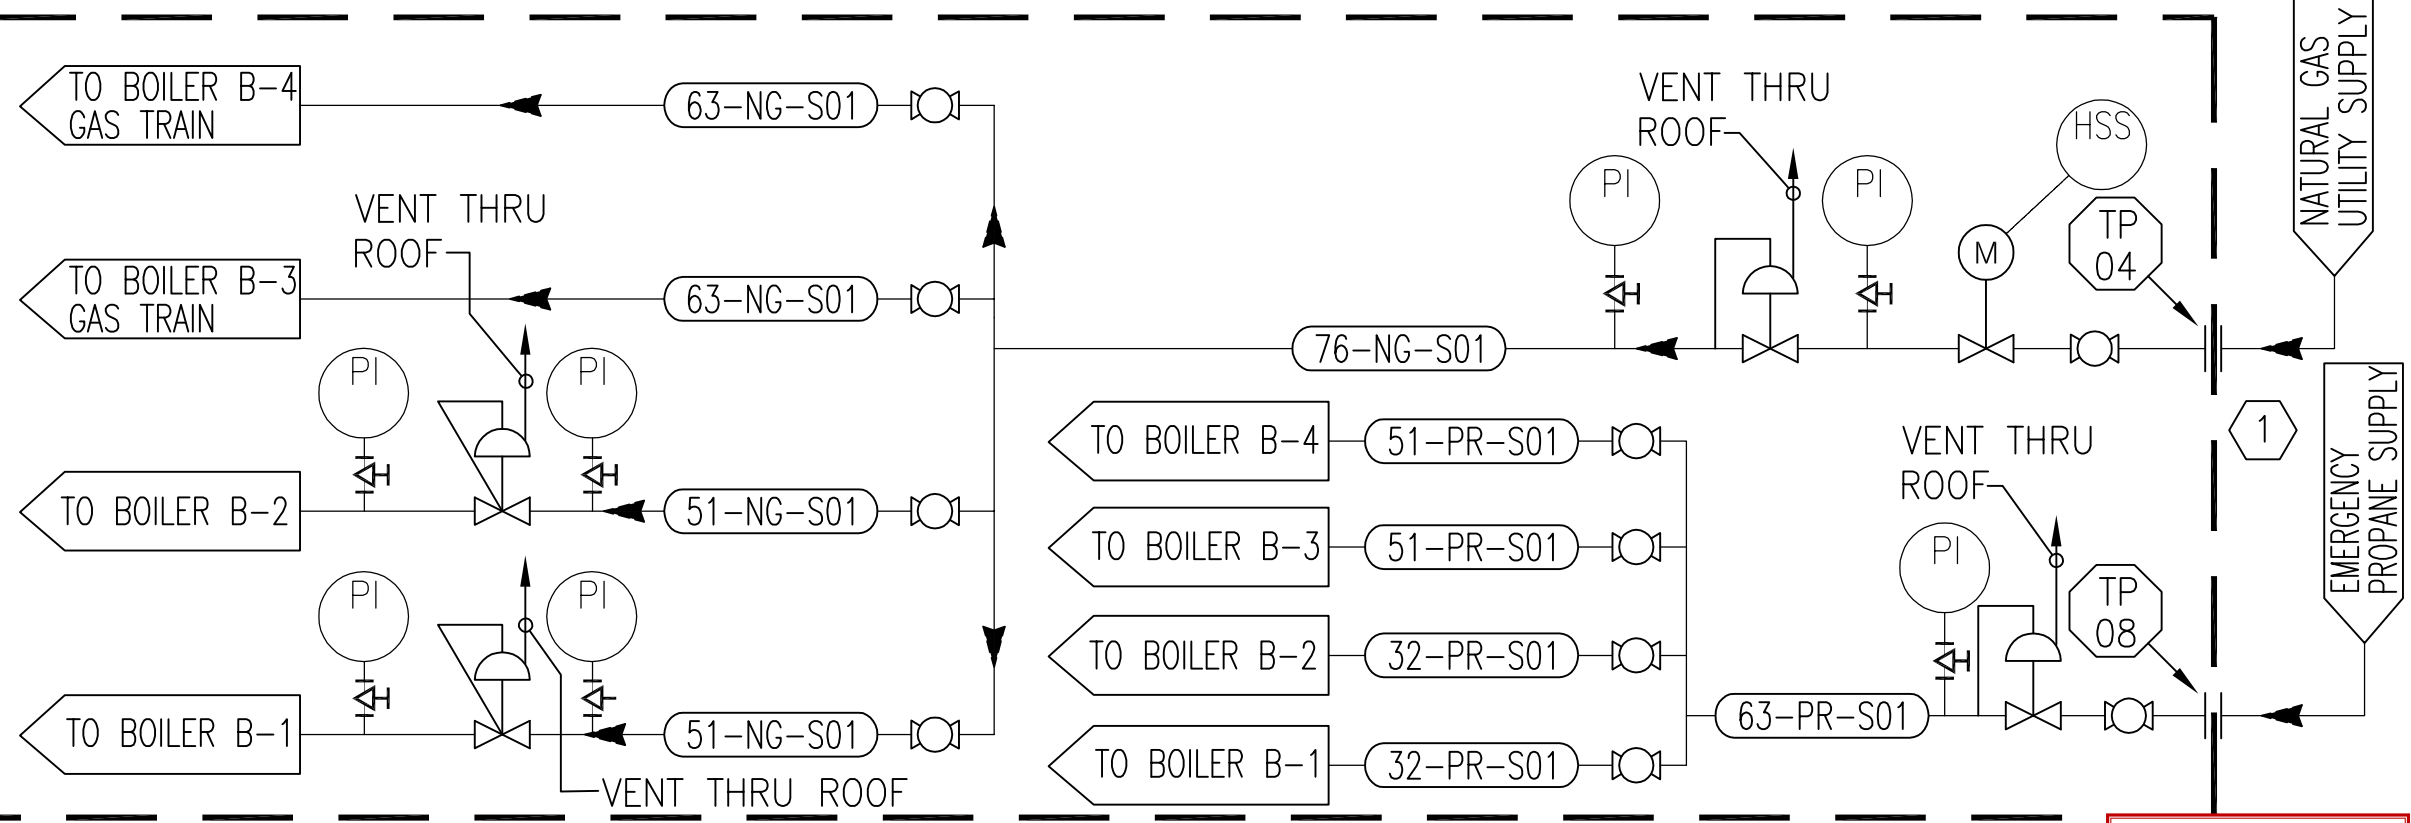 TO BOILER B-4
GAS TRAIN
63-NG-S01
VENT THRU
ROOF
TO BOILER B-3
GAS TRAIN
63-NG-S01
PI
PI
TO BOILER B-2
51-NG-S01
PI
PI
TO BOILER B-1
51-NG-S01
VENT THRU ROOF
VENT THRU
ROOF
PI
PI
HSS
M
TP
04
NATURAL GAS
UTILITY SUPPLY
76-NG-S01
TO BOILER B-4
51-PR-S01
TO BOILER B-3
51-PR-S01
TO BOILER B-2
32-PR-S01
TO BOILER B-1
32-PR-S01
63-PR-S01
VENT THRU
ROOF
PI
TP
08
1
EMERGENCY
PROPANE SUPPLY